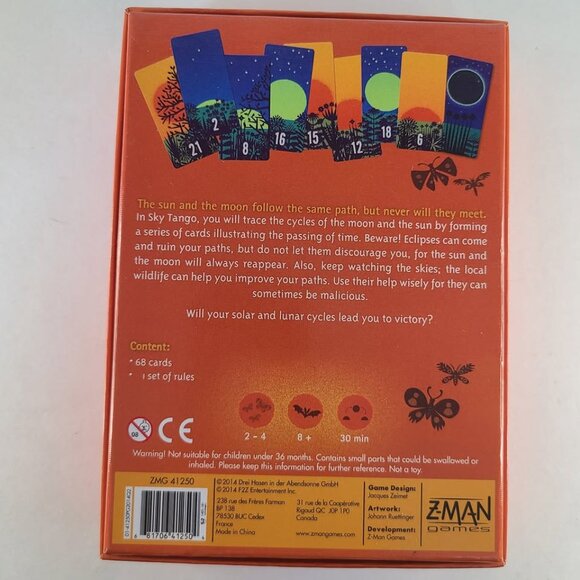 21
2
8
16
15
12
18
6
The sun and the moon follow the same path, but never will they meet.
In Sky Tango, you will trace the cycles of the moon and the sun by forming
a series of cards illustrating the passing of time. Beware! Eclipses can come
and ruin your paths, but do not let them discourage you, for the sun and
the moon will always reappear. Also, keep watching the skies; the local
wildlife can help you improve your paths. Use their help wisely for they can
sometimes be malicious.
Will your solar and lunar cycles lead you to victory?
Content:
• 68 cards
• 1 set of rules
2 – 4
8 +
30 min
CE
Warning! Not suitable for children under 36 months. Contains small parts that could be swallowed or
inhaled. Please keep this information for further reference. Not a toy.
ZMG 41250
6 81706 41250
© 2014 Drei Hasen in der Abendsonne GmbH
© 2014 F2Z Entertainment Inc.
238 rue des Frères Farman
BP 138
78530 BUC Cedex
France
Made in China
31 rue de la Coopérative
Rigaud QC J0P 1P0
Canada
www.zmangames.com
Game Design:
Jacques Zeimet
Artwork:
Johann Ruettinger
Development:
Z-Man Games
Z-MAN
games